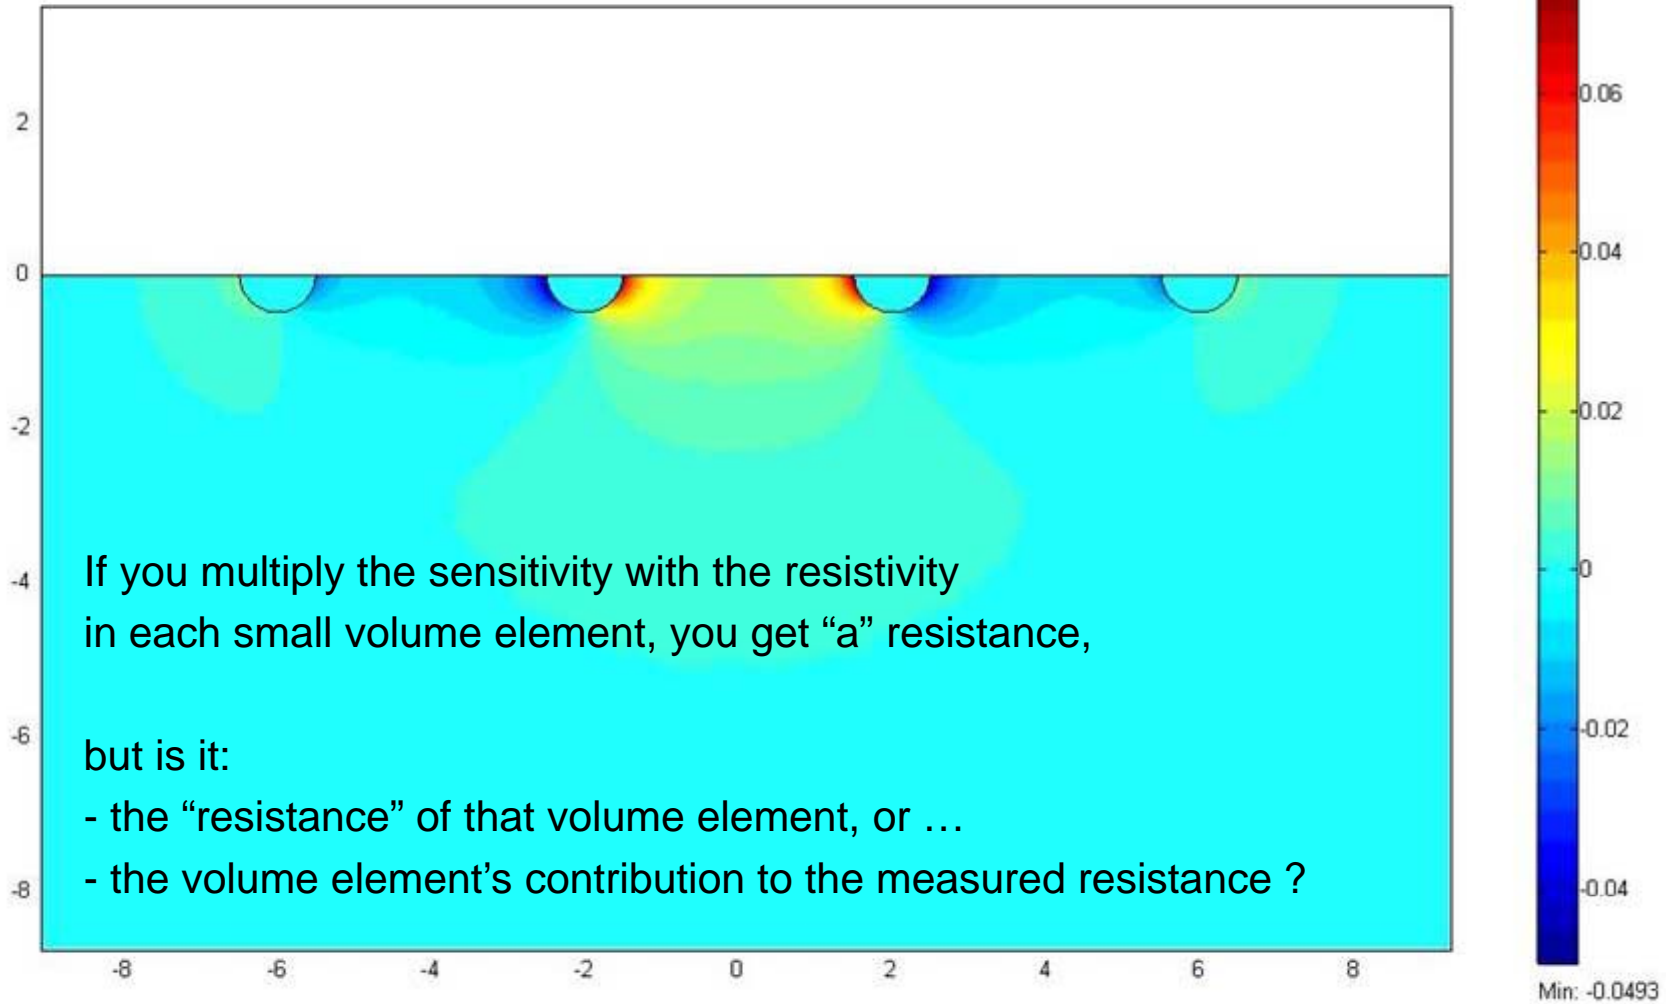 2
0
-2
-4
-6
-8
If you multiply the sensitivity with the resistivity
in each small volume element, you get “a” resistance,
but is it:
- the “resistance” of that volume element, or …
- the volume element’s contribution to the measured resistance ?
-8 -6 -4 -2 0 2 4 6 8
0.06
0.04
0.02
0
-0.02
-0.04
Min: -0.0493